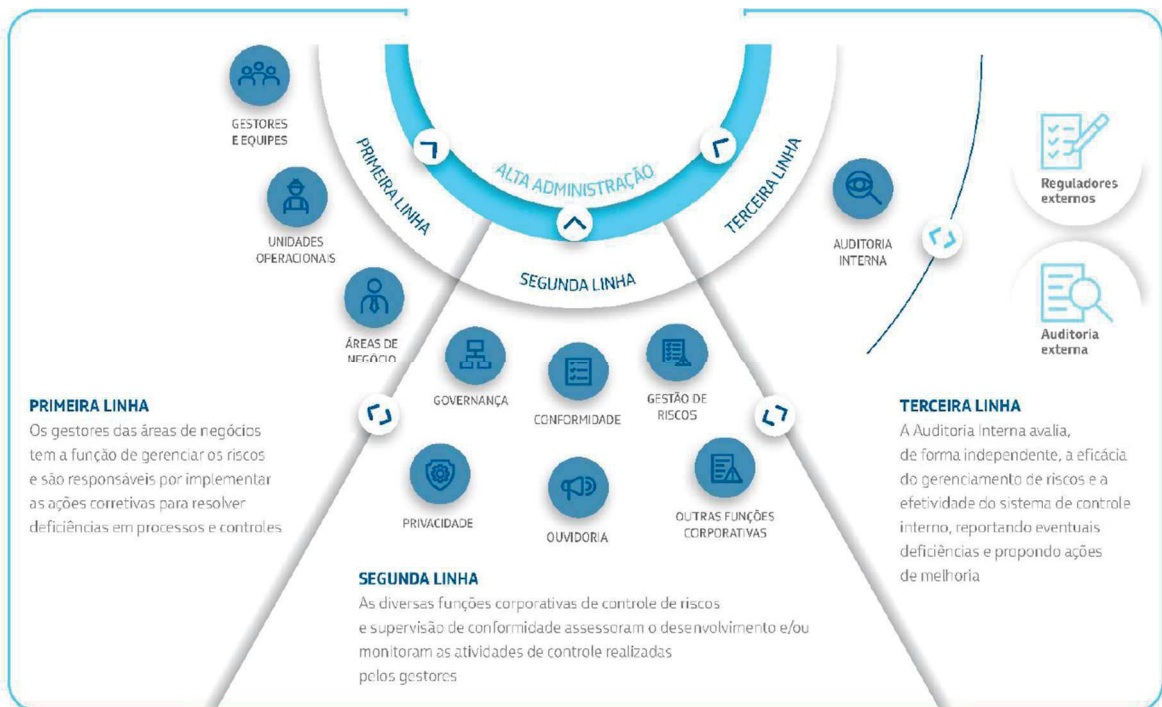 GESTORES
E EQUIPES
UNIDADES
OPERACIONAIS
ÁREAS DE
NEGÓCIO
PRIMEIRA LINHA
ALTA ADMINISTRAÇÃO
SEGUNDA LINHA
TERCEIRA LINHA
AUDITORIA
INTERNA
Reguladores
externos
Auditoria
externa
GOVERNANÇA
CONFORMIDADE
GESTÃO DE
RISCOS
PRIVACIDADE
OUVIDORIA
OUTRAS FUNÇÕES
CORPORATIVAS
PRIMEIRA LINHA
Os gestores das áreas de negócios
tem a função de gerenciar os riscos
e são responsáveis por implementar
as ações corretivas para resolver
deficiências em processos e controles
SEGUNDA LINHA
As diversas funções corporativas de controle de riscos
e supervisão de conformidade assessoram o desenvolvimento e/ou
monitoram as atividades de controle realizadas
pelos gestores
TERCEIRA LINHA
A Auditoria Interna avalia,
de forma independente, a eficácia
do gerenciamento de riscos e a
efetividade do sistema de controle
interno, reportando eventuais
deficiências e propondo ações
de melhoria